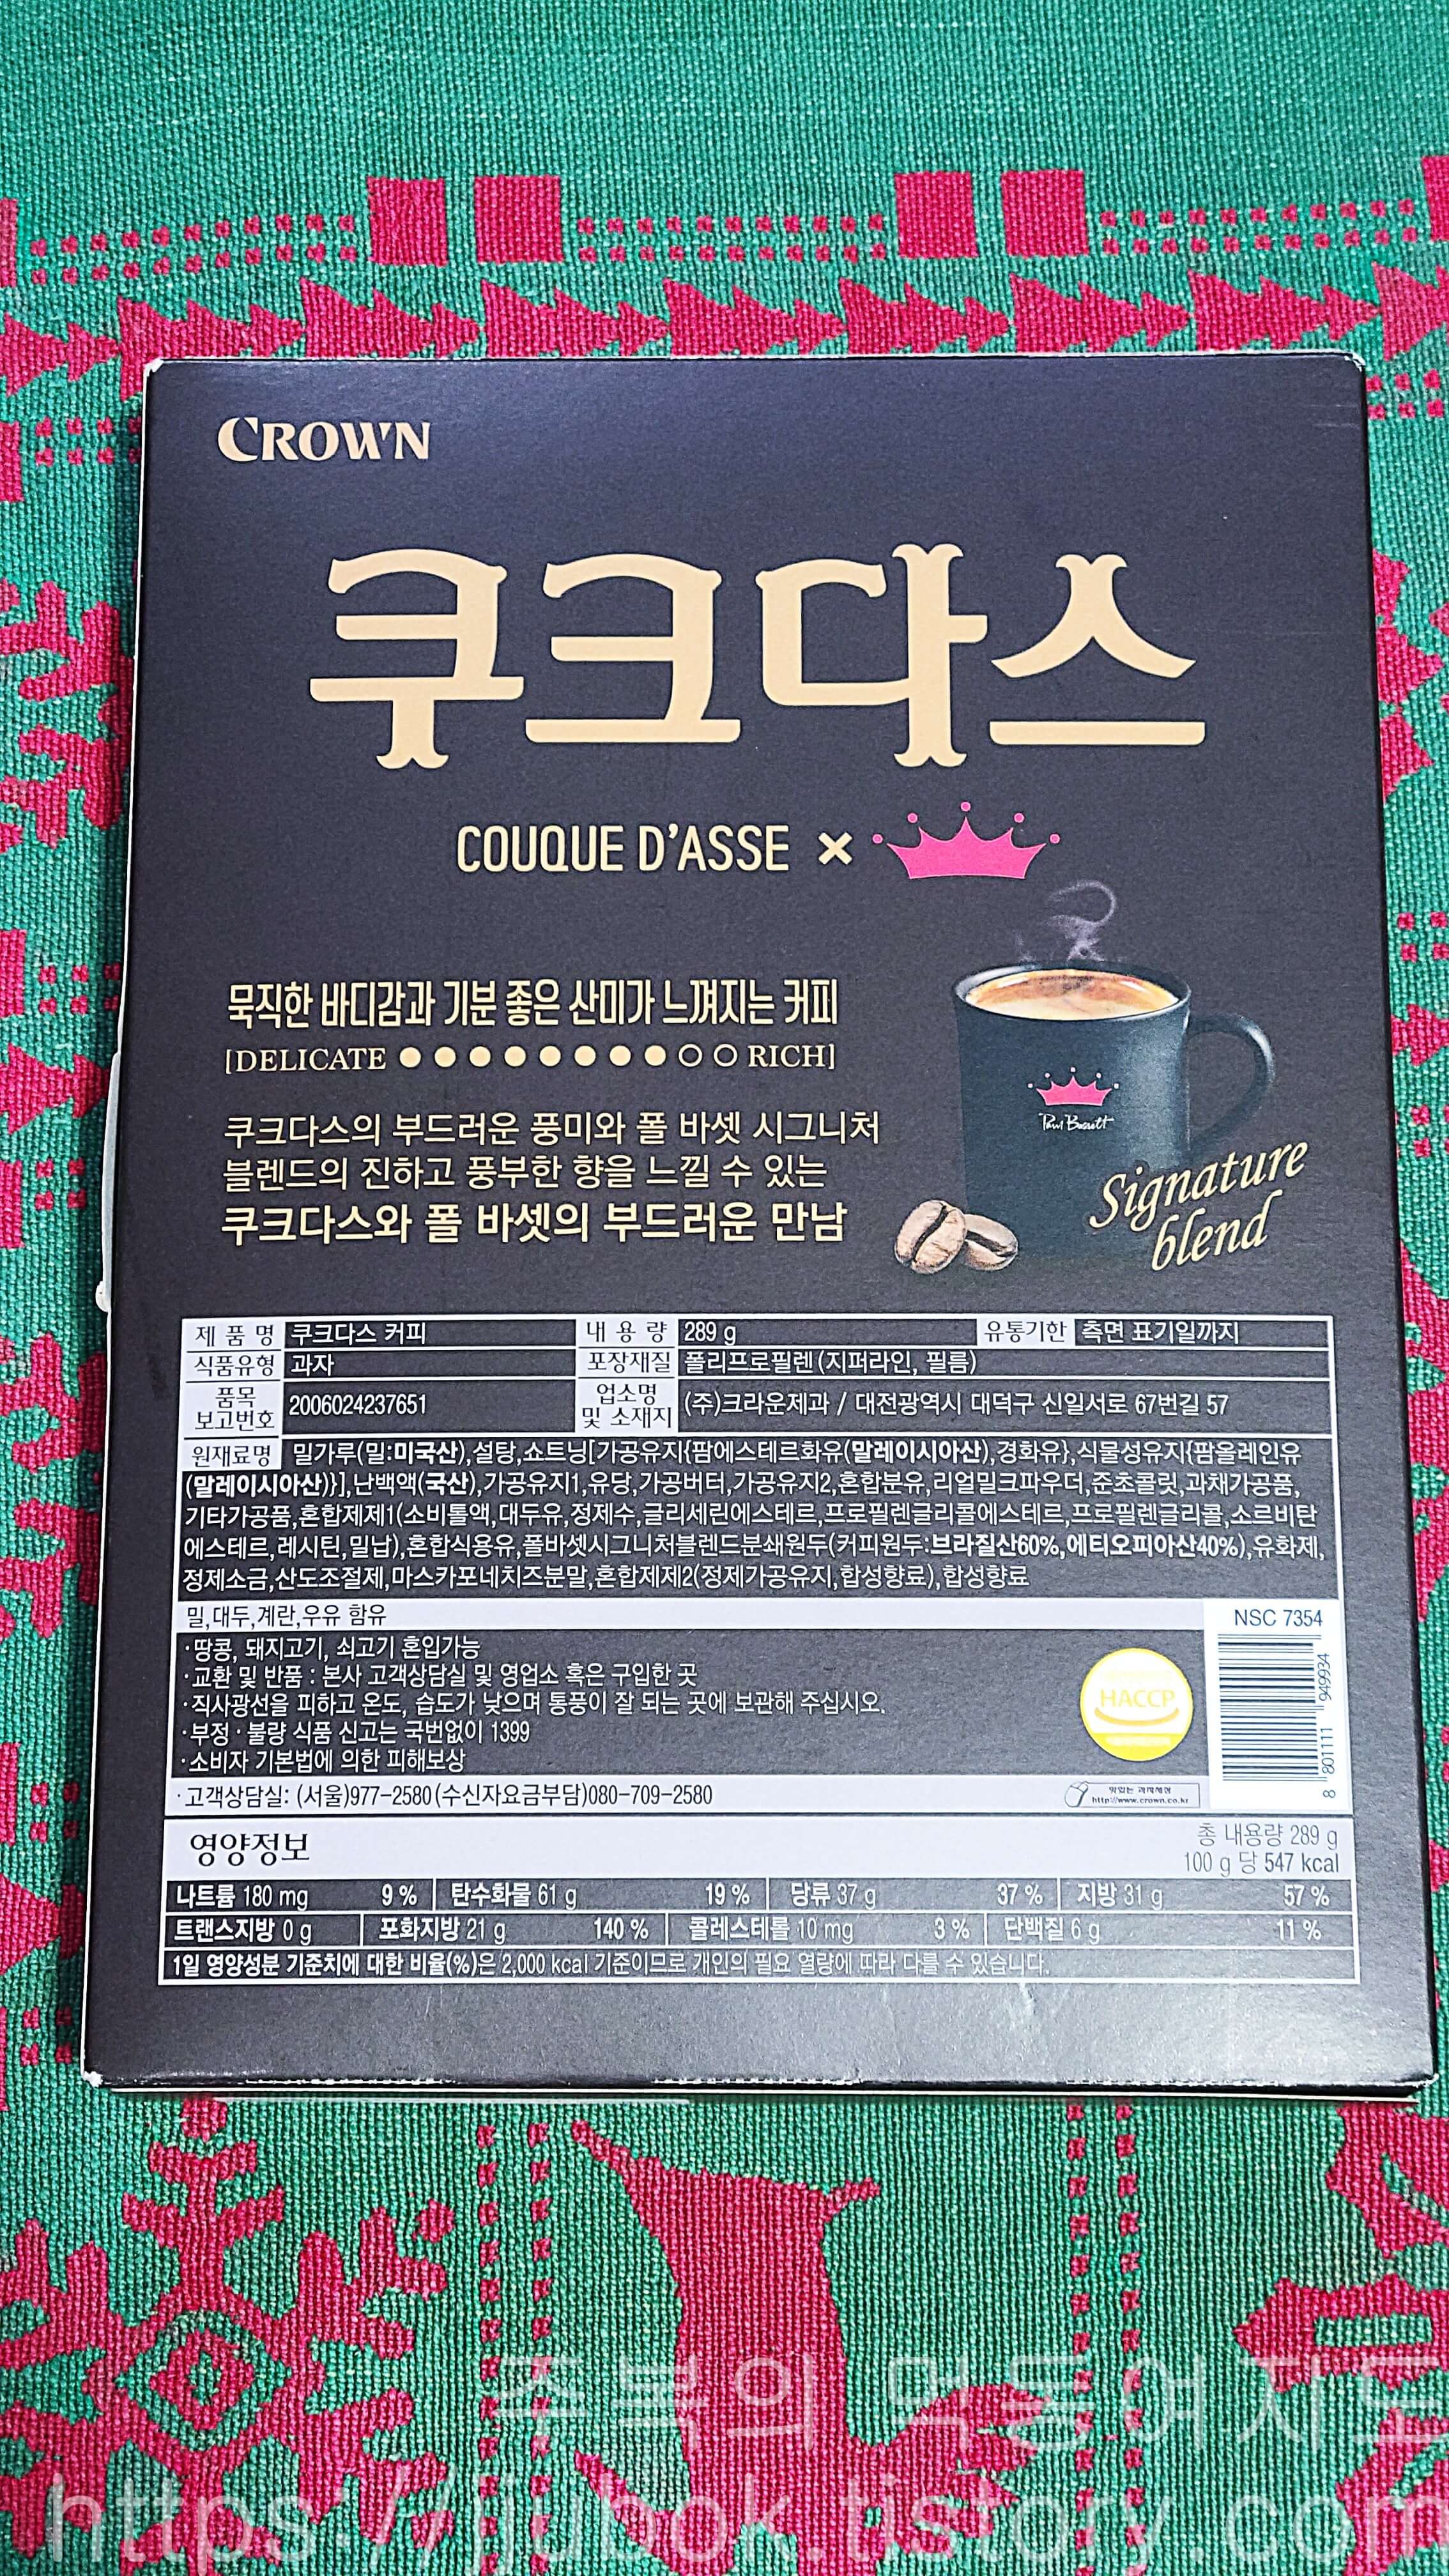 CROWN
쿠크다스
COUQUE D'ASSE ×
묵직한 바디감과 기분 좋은 산미가 느껴지는 커피
[DELICATE ●●●●●●●●○○ RICH]
Paul Bassett
쿠크다스의 부드러운 풍미와 폴 바셋 시그니처
블렌드의 진하고 풍부한 향을 느낄 수 있는
쿠크다스와 폴 바셋의 부드러운 만남
Signature
blend
제품명 쿠크다스 커피 내용량 289 g 유통기한 측면 표기일까지
식품유형 과자 포장재질 폴리프로필렌(지퍼라인, 필름)
품목보고번호 2006024237651 업소명 및 소재지 (주)크라운제과 / 대전광역시 대덕구 신일서로 67번길 57
원재료명 밀가루(밀:미국산),설탕,쇼트닝[가공유지{팜에스테르화유(말레이시아산),경화유},식물성유지{팜올레인유
(말레이시아산)}],난백액(국산),가공유지1,유당,가공버터,가공유지2,혼합분유,리얼밀크파우더,준초콜릿,과채가공품,
기타가공품,혼합제제1(소비톨액,대두유,정제수,글리세린에스테르,프로필렌글리콜에스테르,프로필렌글리콜,소르비탄
에스테르,레시틴,밀납),혼합식용유,폴바셋시그니처블렌드분쇄원두(커피원두:브라질산60%,에티오피아산40%),유화제,
정제소금,산도조절제,마스카포네치즈분말,혼합제제2(정제가공유지,합성향료),합성향료
밀,대두,계란,우유 함유
·땅콩, 돼지고기, 쇠고기 혼입가능
·교환 및 반품 : 본사 고객상담실 및 영업소 혹은 구입한 곳
·직사광선을 피하고 온도, 습도가 낮으며 통풍이 잘 되는 곳에 보관해 주십시오.
·부정·불량 식품 신고는 국번없이 1399
·소비자 기본법에 의한 피해보상
HACCP
NSC 7354
8 801111 949934
·고객상담실: (서울)977-2580(수신자요금부담)080-709-2580
맛있는 과자세상
http://www.crown.co.kr
영양정보
총 내용량 289 g
100 g 당 547 kcal
나트륨 180 mg 9 % 탄수화물 61 g 19 % 당류 37 g 37 % 지방 31 g 57 %
트랜스지방 0 g 포화지방 21 g 140 % 콜레스테롤 10 mg 3 % 단백질 6 g 11 %
1일 영양성분 기준치에 대한 비율(%)은 2,000 kcal 기준이므로 개인의 필요 열량에 따라 다를 수 있습니다.
쭈복의 먹동여지도
https://jjubok.tistory.com